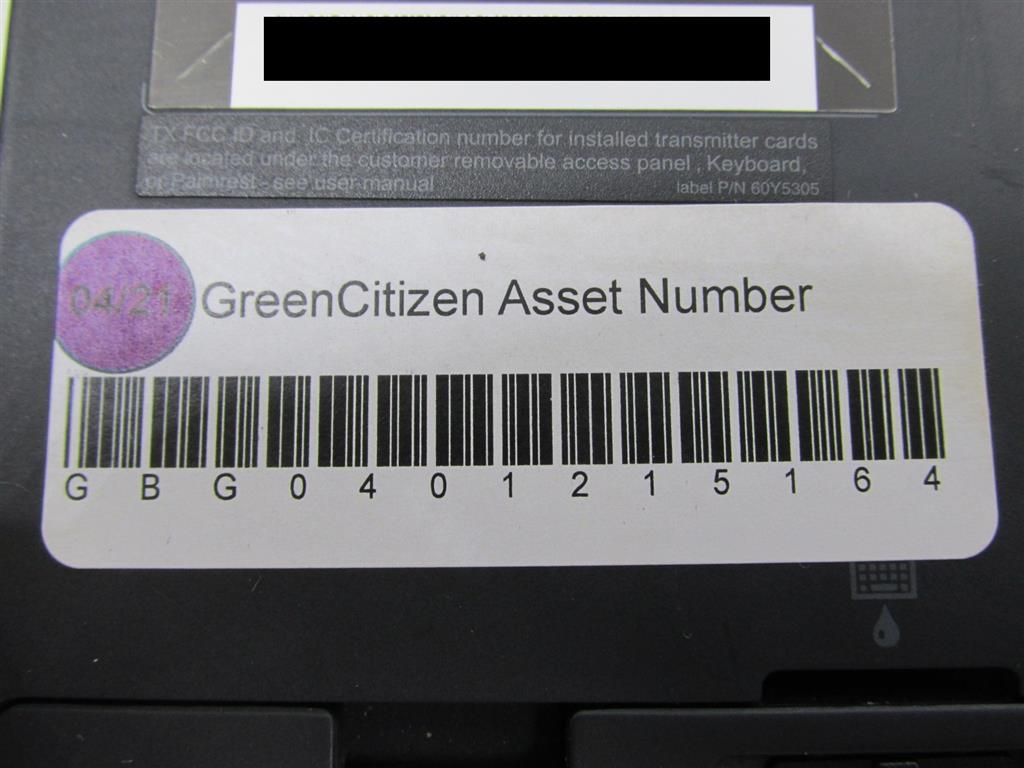 TX FCC ID and IC Certification number for installed transmitter cards
are located under the customer removable access panel , Keyboard,
or Palmrest - see user manual
label P/N 60Y5305
04/21
GreenCitizen Asset Number
G B G 0 4 0 1 2 1 5 1 6 4